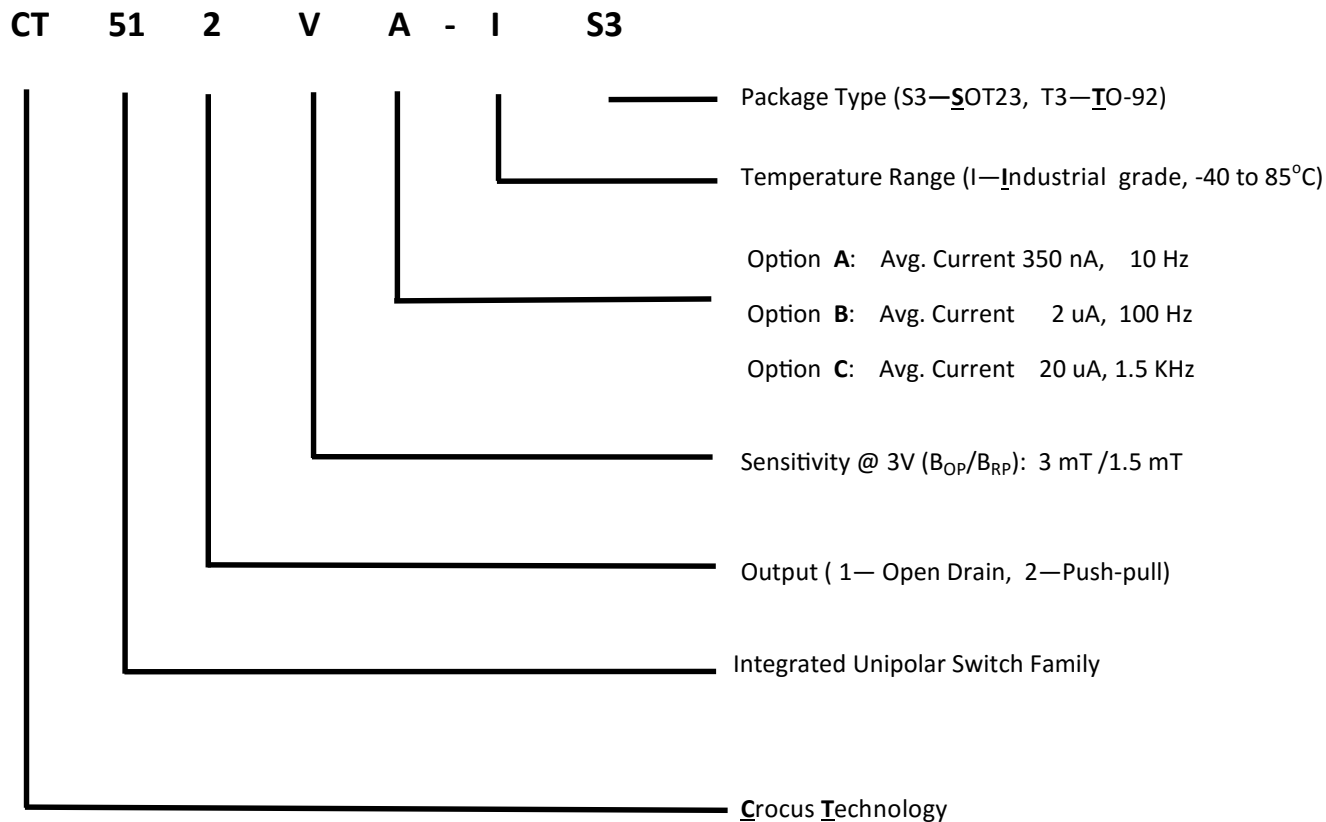 CT 51 2 V A - I S3
Package Type (S3—SOT23, T3—TO-92)
Temperature Range (I—Industrial grade, -40 to 85°C)
Option A: Avg. Current 350 nA, 10 Hz
Option B: Avg. Current 2 uA, 100 Hz
Option C: Avg. Current 20 uA, 1.5 KHz
Sensitivity @ 3V (BOP/BRP): 3 mT /1.5 mT
Output ( 1— Open Drain, 2—Push-pull)
Integrated Unipolar Switch Family
Crocus Technology